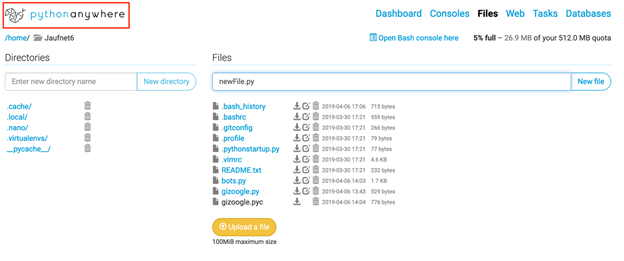 pythonanywhere
Dashboard Consoles Files Web Tasks Databases
/home/ Jaufnet6
Open Bash console here 5% full – 26.9 MB of your 512.0 MB quota
Directories Files
Enter new directory name New directory newFile.py New file
.cache/ .bash_history 2019-04-06 17:06 715 bytes
.local/ .bashrc 2019-03-30 17:21 559 bytes
.nano/ .gitconfig 2019-03-30 17:21 266 bytes
.virtualenvs/ .profile 2019-03-30 17:21 79 bytes
__pycache__/ .pythonstartup.py 2019-03-30 17:21 77 bytes
.vimrc 2019-03-30 17:21 4.6 KB
README.txt 2019-03-30 17:21 232 bytes
bots.py 2019-04-06 14:03 1.7 KB
gizoogle.py 2019-04-06 13:43 529 bytes
gizoogle.pyc 2019-04-06 14:04 776 bytes
Upload a file
100MiB maximum size